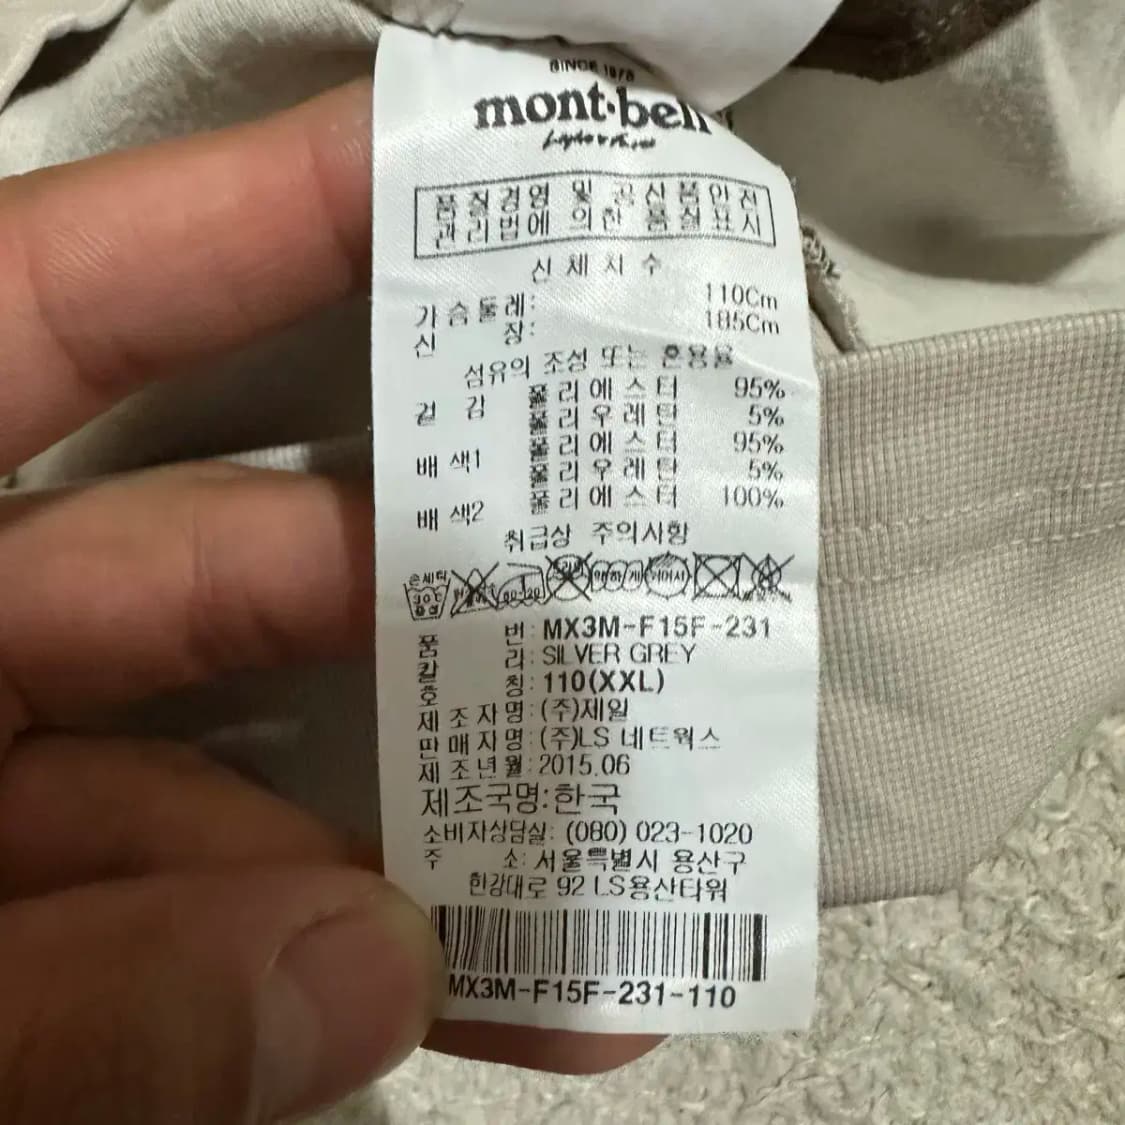 SINCE 1975
mont·bell
품질경영 및 공산품안전
관리법에 의한 품질표시
신체치수
가슴둘레: 110Cm
신 장: 185Cm
섬유의 조성 또는 혼용율
겉 감 폴리에스터 95%
폴리우레탄 5%
배색1 폴리에스터 95%
폴리우레탄 5%
배색2 폴리에스터 100%
취급상 주의사항
손세탁
30℃
중성
80-120
품 번: MX3M-F15F-231
칼 라: SILVER GREY
호 칭: 110(XXL)
제조자명: (주)제일
판매자명: (주)LS 네트웍스
제조년월: 2015.06
제조국명: 한국
소비자상담실: (080) 023-1020
주 소: 서울특별시 용산구
한강대로 92 LS용산타워
MX3M-F15F-231-110